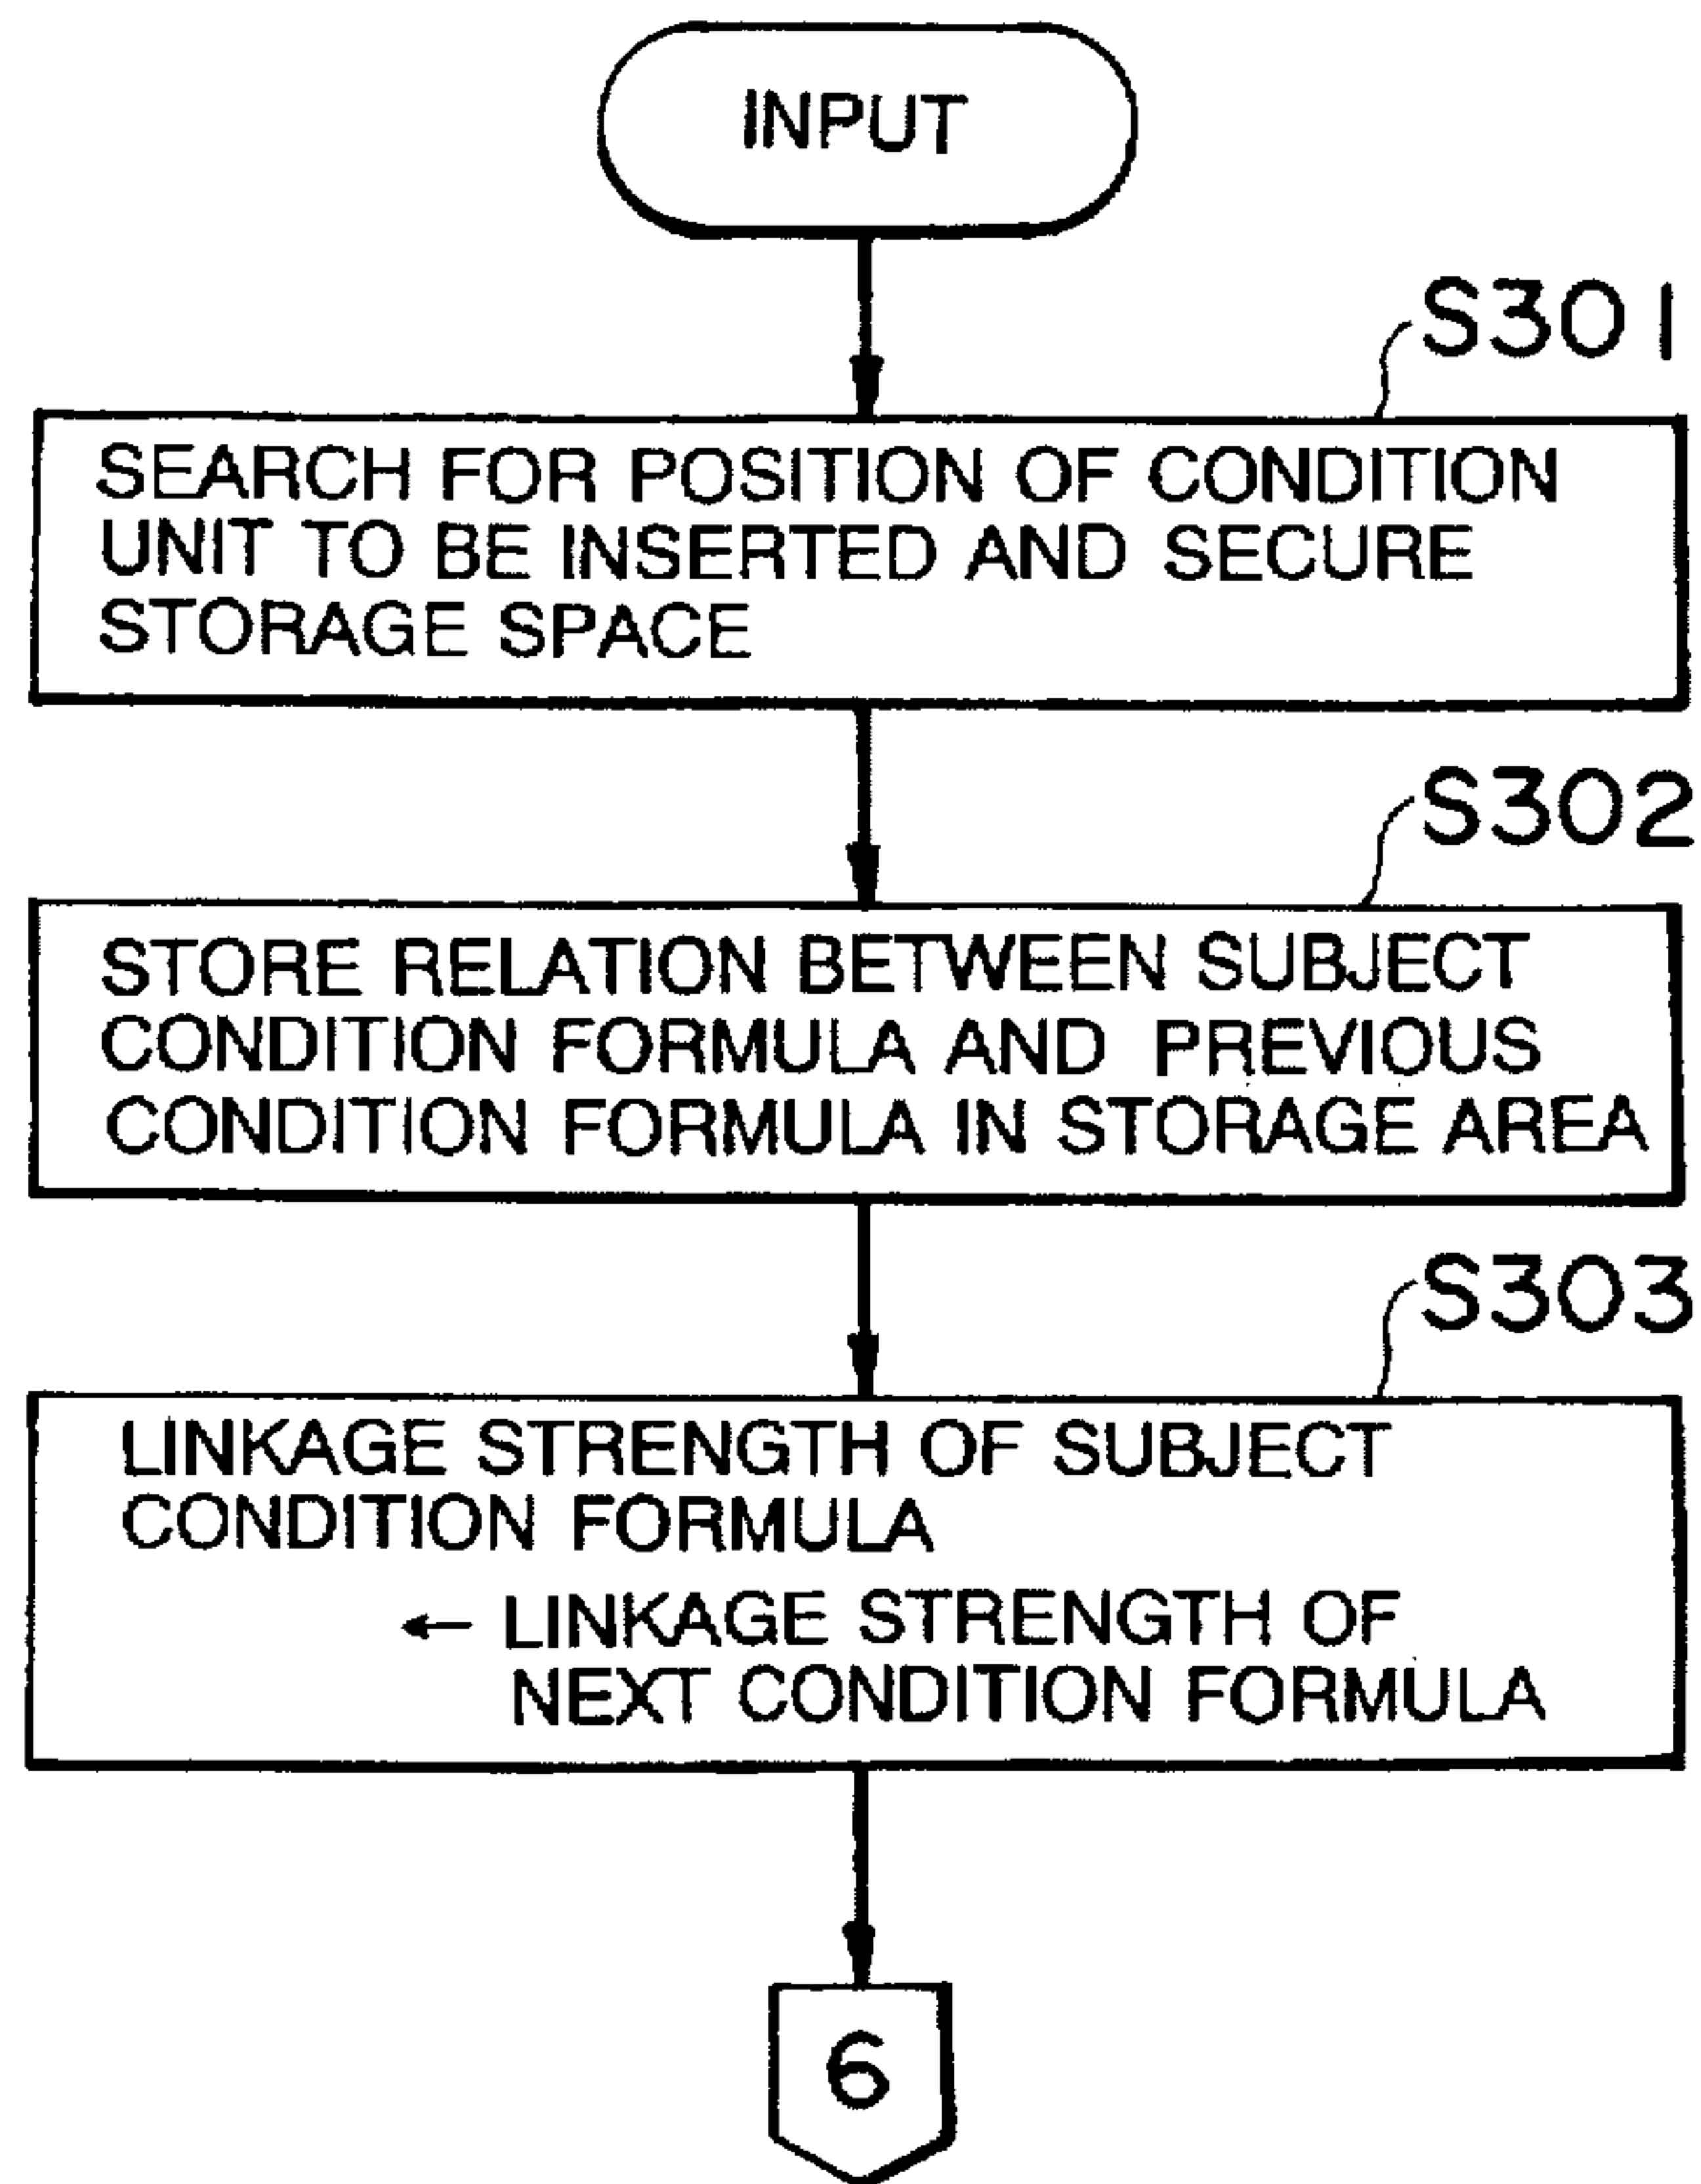 INPUT
S301
SEARCH FOR POSITION OF CONDITION
UNIT TO BE INSERTED AND SECURE
STORAGE SPACE
S302
STORE RELATION BETWEEN SUBJECT
CONDITION FORMULA AND PREVIOUS
CONDITION FORMULA IN STORAGE AREA
S303
LINKAGE STRENGTH OF SUBJECT
CONDITION FORMULA
← LINKAGE STRENGTH OF
NEXT CONDITION FORMULA
6